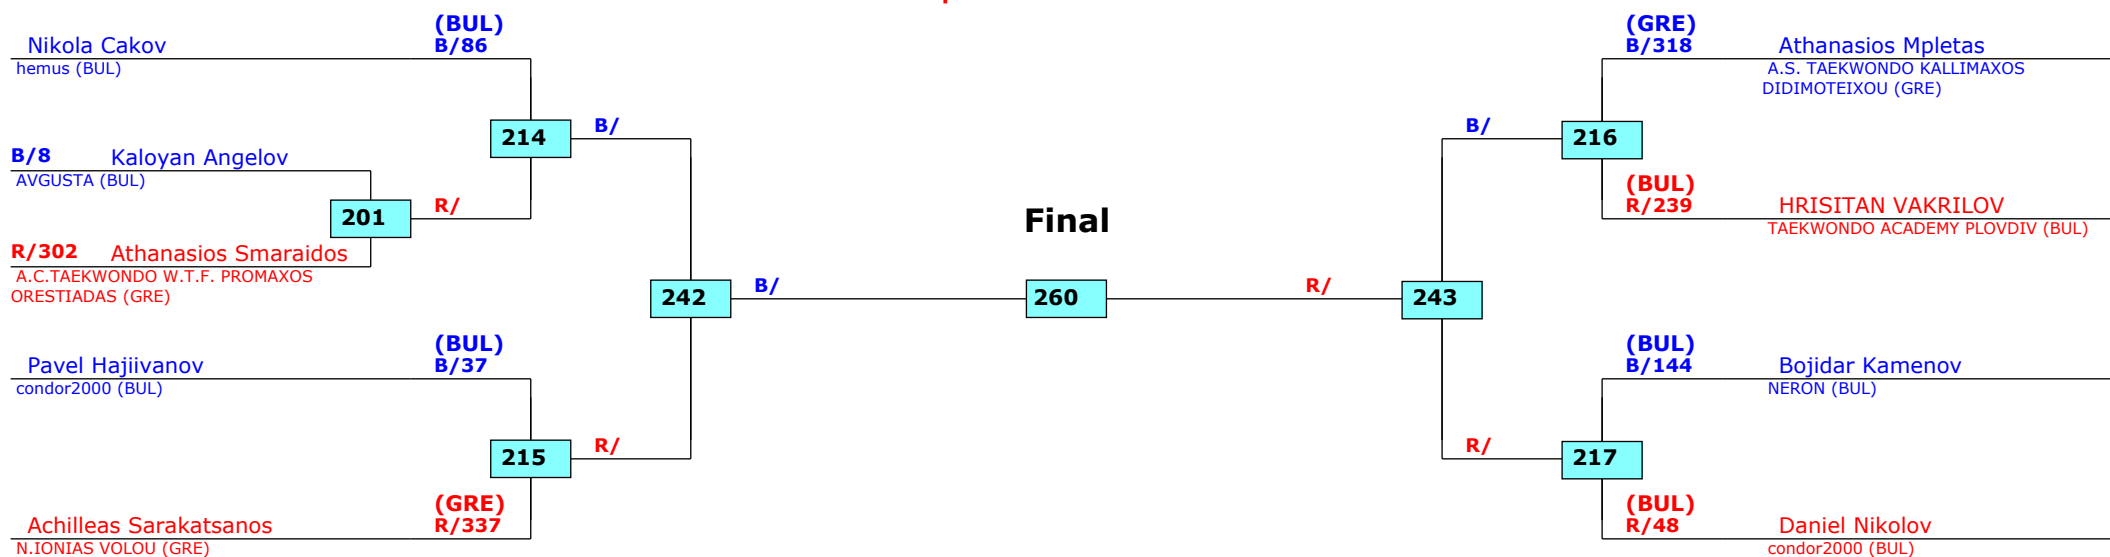 (BUL)
Nikola Cakov B/86
hemus (BUL)
214
B/
B/8 Kaloyan Angelov
AVGUSTA (BUL)
201
R/
R/302 Athanasios Smaraidos
A.C.TAEKWONDO W.T.F. PROMAXOS
ORESTIADAS (GRE)
242
B/
(BUL)
Pavel Hajiivanov B/37
condor2000 (BUL)
215
R/
(GRE)
Achilleas Sarakatsanos R/337
N.IONIAS VOLOU (GRE)
Final
260
(GRE)
B/318 Athanasios Mpletas
A.S. TAEKWONDO KALLIMAXOS
DIDIMOTEIXOU (GRE)
B/
216
(BUL)
R/239 HRISITAN VAKRILOV
TAEKWONDO ACADEMY PLOVDIV (BUL)
R/
243
(BUL)
B/144 Bojidar Kamenov
NERON (BUL)
R/
217
(BUL)
R/48 Daniel Nikolov
condor2000 (BUL)